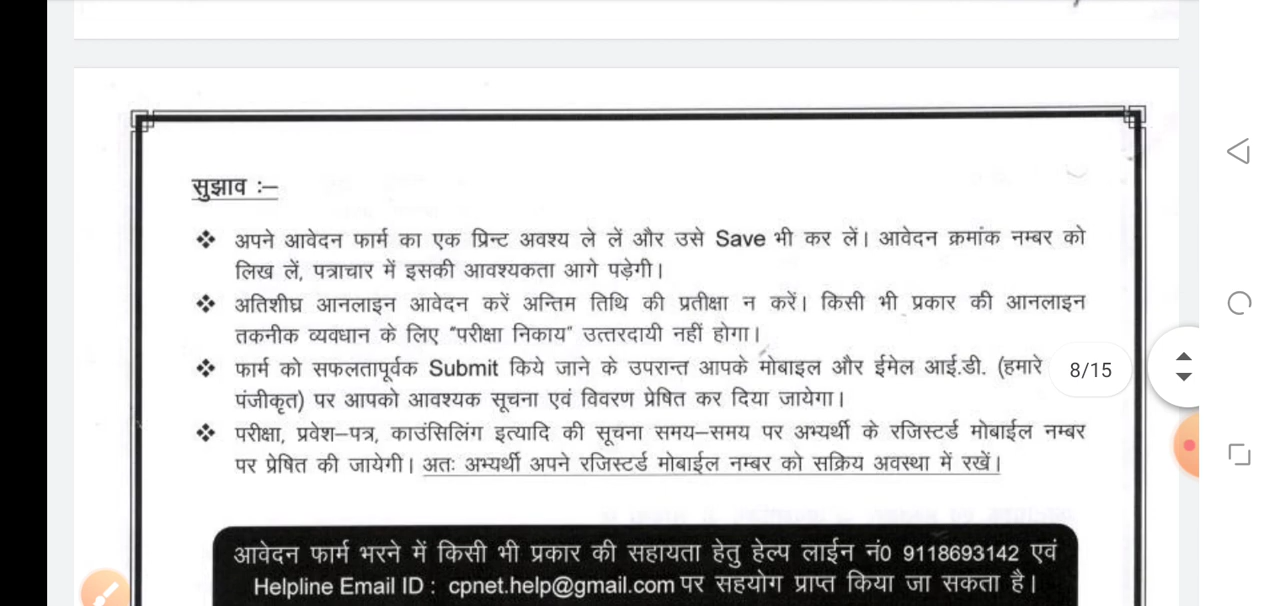 सुझाव :–
❖ अपने आवेदन फार्म का एक प्रिन्ट अवश्य ले लें और उसे Save भी कर लें। आवेदन क्रमांक नम्बर को
लिख लें, पत्राचार में इसकी आवश्यकता आगे पड़ेगी।
❖ अतिशीघ्र आनलाइन आवेदन करें अन्तिम तिथि की प्रतीक्षा न करें। किसी भी प्रकार की आनलाइन
तकनीक व्यवधान के लिए “परीक्षा निकाय” उत्तरदायी नहीं होगा।
❖ फार्म को सफलतापूर्वक Submit किये जाने के उपरान्त आपके मोबाइल और ईमेल आई.डी. (हमारे
पंजीकृत) पर आपको आवश्यक सूचना एवं विवरण प्रेषित कर दिया जायेगा।
8/15
❖ परीक्षा, प्रवेश–पत्र, काउंसिलिंग इत्यादि की सूचना समय–समय पर अभ्यर्थी के रजिस्टर्ड मोबाईल नम्बर
पर प्रेषित की जायेगी। अतः अभ्यर्थी अपने रजिस्टर्ड मोबाईल नम्बर को सक्रिय अवस्था में रखें।
आवेदन फार्म भरने में किसी भी प्रकार की सहायता हेतु हेल्प लाईन नं0 9118693142 एवं
Helpline Email ID : cpnet.help@gmail.com पर सहयोग प्राप्त किया जा सकता है।